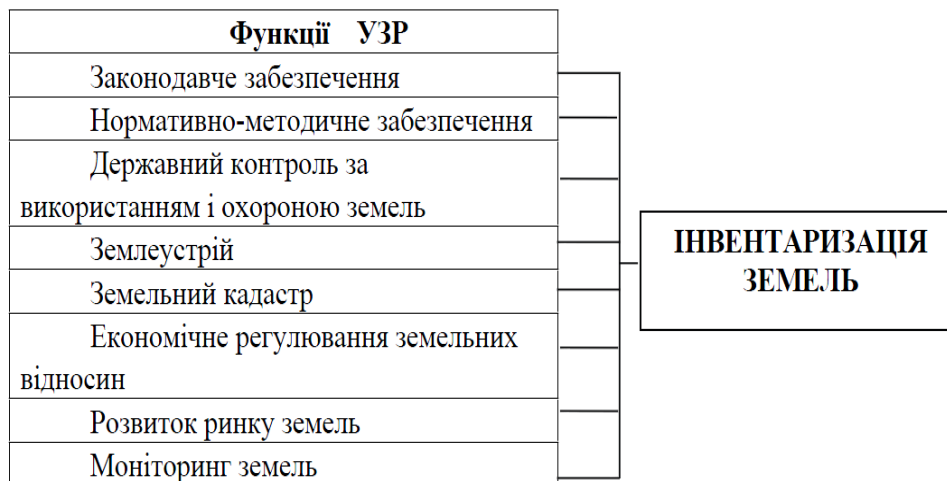 Функції УЗР
Законодавче забезпечення
Нормативно-методичне забезпечення
Державний контроль за
використанням і охороною земель
Землеустрій
Земельний кадастр
Економічне регулювання земельних
відносин
Розвиток ринку земель
Моніторинг земель
ІНВЕНТАРИЗАЦІЯ
ЗЕМЕЛЬ